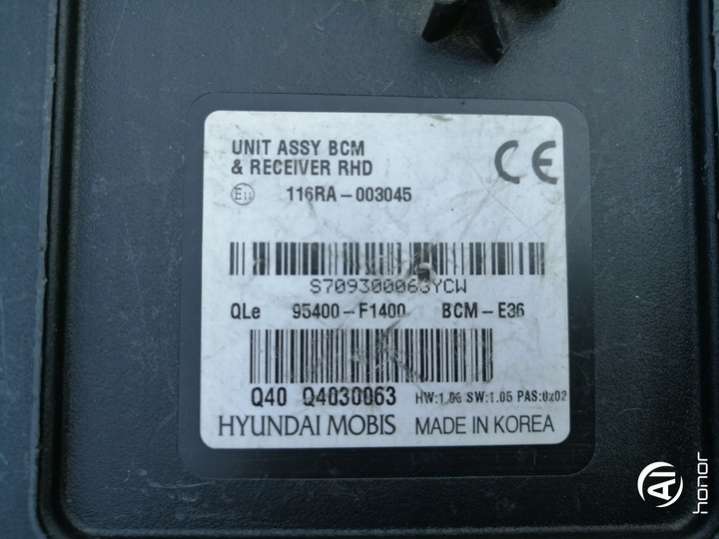 UNIT ASSY BCM
& RECEIVER RHD
CE
E11 116RA-003045
S709300063YCW
QLe 95400-F1400 BCM-E36
Q40 Q4030063 HW:1.06 SW:1.05 PAS:0x02
HYUNDAI MOBIS MADE IN KOREA
AI
honor